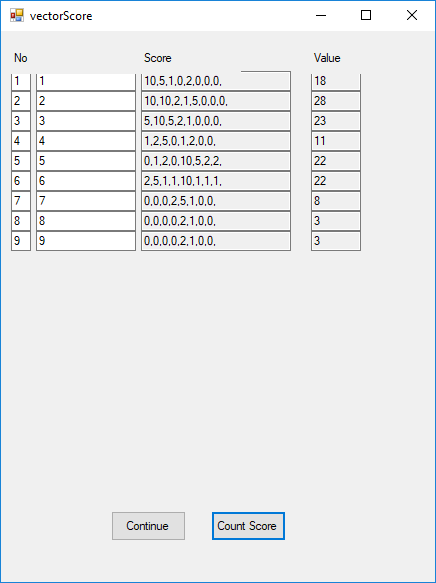 vectorScore
No Score Value
1 1 10,5,1,0,2,0,0,0, 18
2 2 10,10,2,1,5,0,0,0, 28
3 3 5,10,5,2,1,0,0,0, 23
4 4 1,2,5,0,1,2,0,0, 11
5 5 0,1,2,0,10,5,2,2, 22
6 6 2,5,1,1,10,1,1,1, 22
7 7 0,0,0,2,5,1,0,0, 8
8 8 0,0,0,0,2,1,0,0, 3
9 9 0,0,0,0,2,1,0,0, 3
Continue Count Score